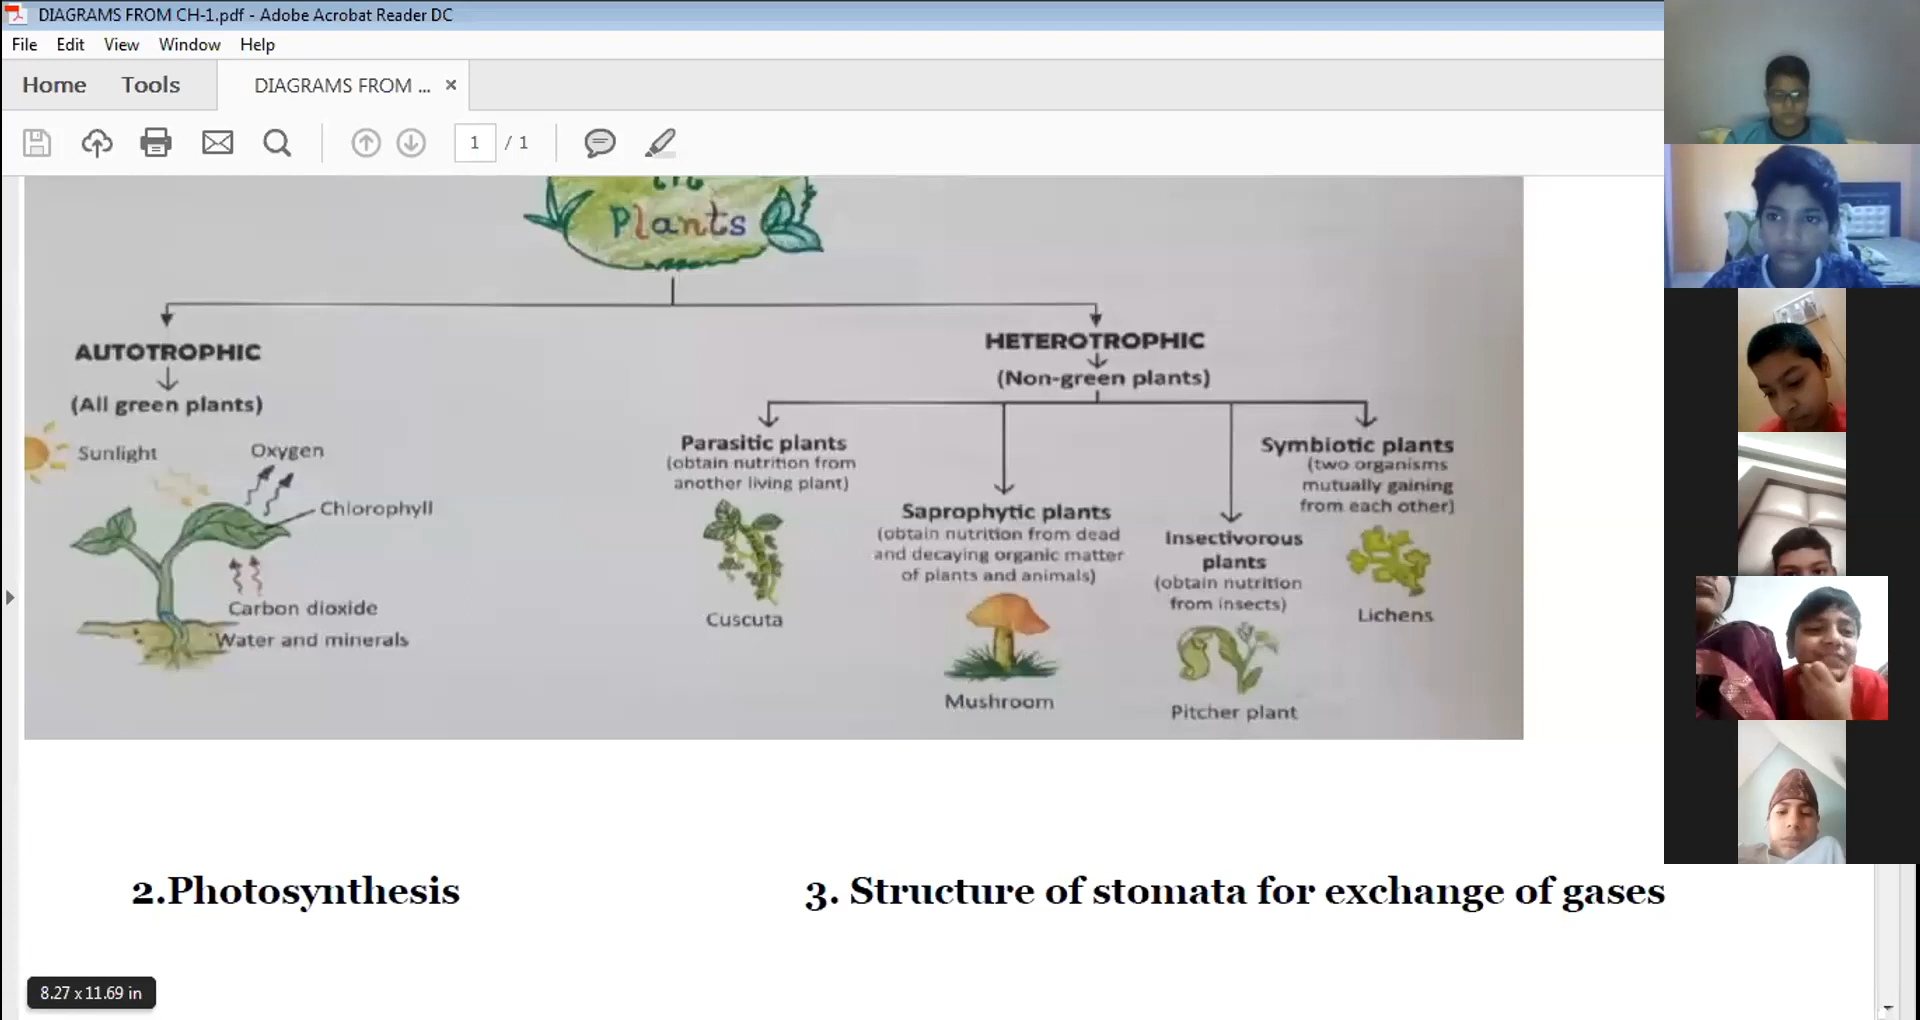 DIAGRAMS FROM CH-1.pdf - Adobe Acrobat Reader DC
File Edit View Window Help
Home Tools DIAGRAMS FROM ... ×
1 / 1
Plants
AUTOTROPHIC
(All green plants)
Sunlight
Oxygen
Chlorophyll
Carbon dioxide
Water and minerals
HETEROTROPHIC
(Non-green plants)
Parasitic plants
(obtain nutrition from
another living plant)
Cuscuta
Saprophytic plants
(obtain nutrition from dead
and decaying organic matter
of plants and animals)
Mushroom
Insectivorous
plants
(obtain nutrition
from insects)
Pitcher plant
Symbiotic plants
(two organisms
mutually gaining
from each other)
Lichens
2.Photosynthesis
3. Structure of stomata for exchange of gases
8.27 x 11.69 in